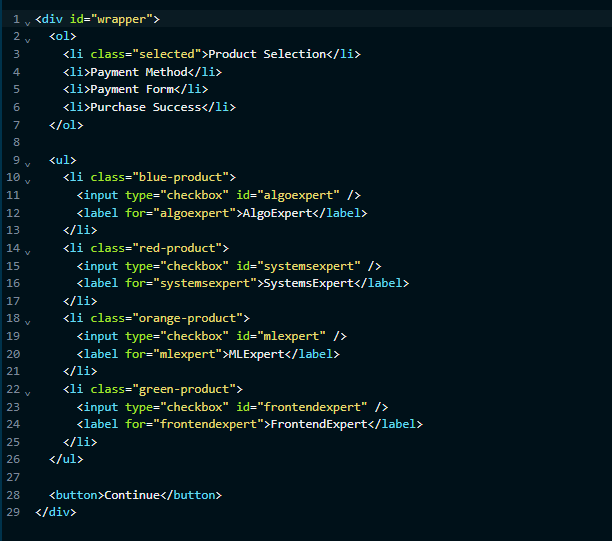 1 <div id="wrapper">
2 <ol>
3 <li class="selected">Product Selection</li>
4 <li>Payment Method</li>
5 <li>Payment Form</li>
6 <li>Purchase Success</li>
7 </ol>
8
9 <ul>
10 <li class="blue-product">
11 <input type="checkbox" id="algoexpert" />
12 <label for="algoexpert">AlgoExpert</label>
13 </li>
14 <li class="red-product">
15 <input type="checkbox" id="systemsexpert" />
16 <label for="systemsexpert">SystemsExpert</label>
17 </li>
18 <li class="orange-product">
19 <input type="checkbox" id="mlexpert" />
20 <label for="mlexpert">MLExpert</label>
21 </li>
22 <li class="green-product">
23 <input type="checkbox" id="frontendexpert" />
24 <label for="frontendexpert">FrontendExpert</label>
25 </li>
26 </ul>
27
28 <button>Continue</button>
29 </div>